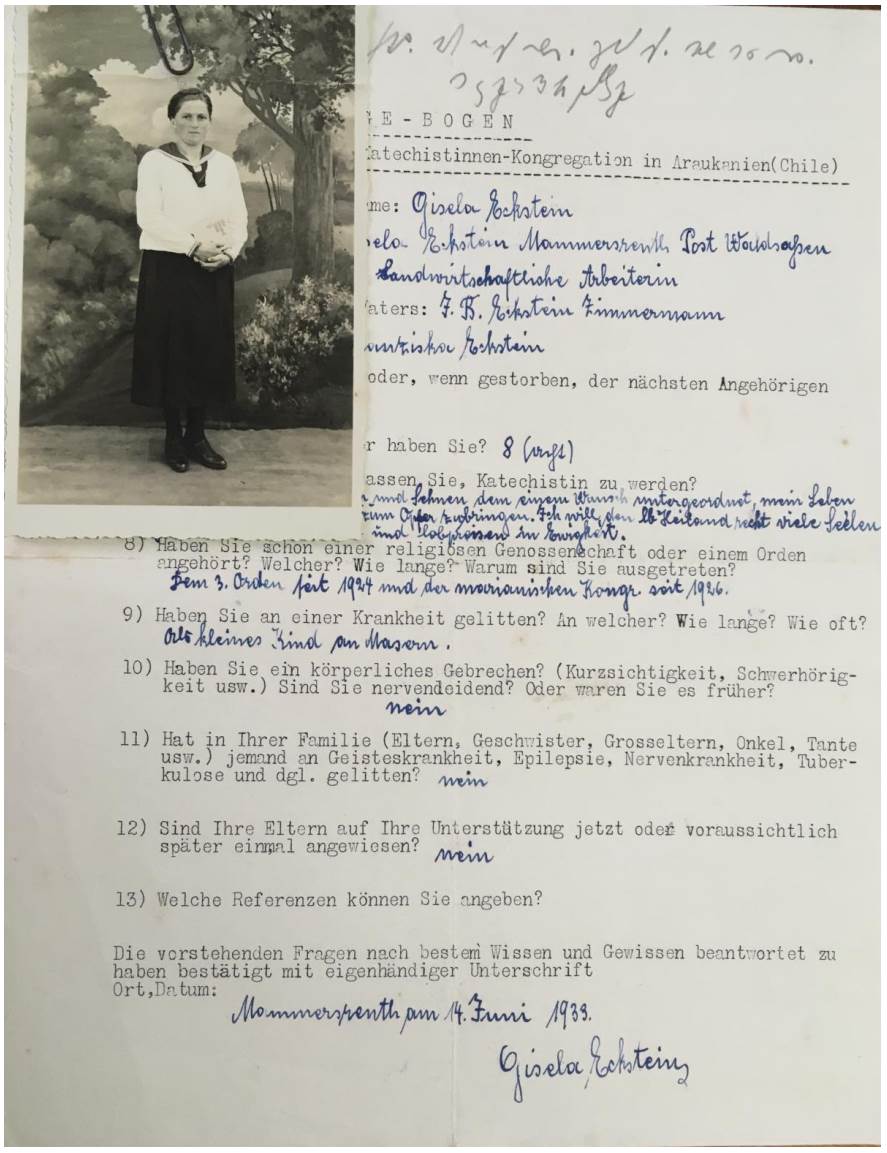 GE-BOGEN
Katechistinnen-Kongregation in Araukanien(Chile)
me: Gisela Eckstein
sela Eckstein Mammersreuth Post Waldsassen
Landwirtschaftliche Arbeiterin
Vaters: J. B. Eckstein Zimmermann
anziska Eckstein
oder, wenn gestorben, der nächsten Angehörigen
r haben Sie? 8 (acht)
assen Sie, Katechistin zu werden?
und Sehnen dem einem Wunsch untergeordnet, mein Leben
zum Opfer zubringen. Ich will den lb Heiland recht viele Seelen
und lobpreisen in Ewigkeit.
8) Haben Sie schon einer religiösen Genossenschaft oder einem Orden
angehört? Welcher? Wie lange? Warum sind Sie ausgetreten?
Dem 3. Orden seit 1924 und der marianischen Kongr. seit 1926.
9) Haben Sie an einer Krankheit gelitten? An welcher? Wie lange? Wie oft?
Als kleines Kind an Masern.
10) Haben Sie ein körperliches Gebrechen? (Kurzsichtigkeit, Schwerhörig-
keit usw.) Sind Sie nervendeidend? Oder waren Sie es früher?
nein
11) Hat in Ihrer Familie (Eltern, Geschwister, Grosseltern, Onkel, Tante
usw.) jemand an Geisteskrankheit, Epilepsie, Nervenkrankheit, Tuber-
kulose und dgl. gelitten? nein
12) Sind Ihre Eltern auf Ihre Unterstützung jetzt oder voraussichtlich
später einmal angewiesen? nein
13) Welche Referenzen können Sie angeben?
Die vorstehenden Fragen nach bestem Wissen und Gewissen beantwortet zu
haben bestätigt mit eigenhändiger Unterschrift
Ort,Datum:
Mammersreuth, am 14. Juni 1933.
Gisela Eckstein